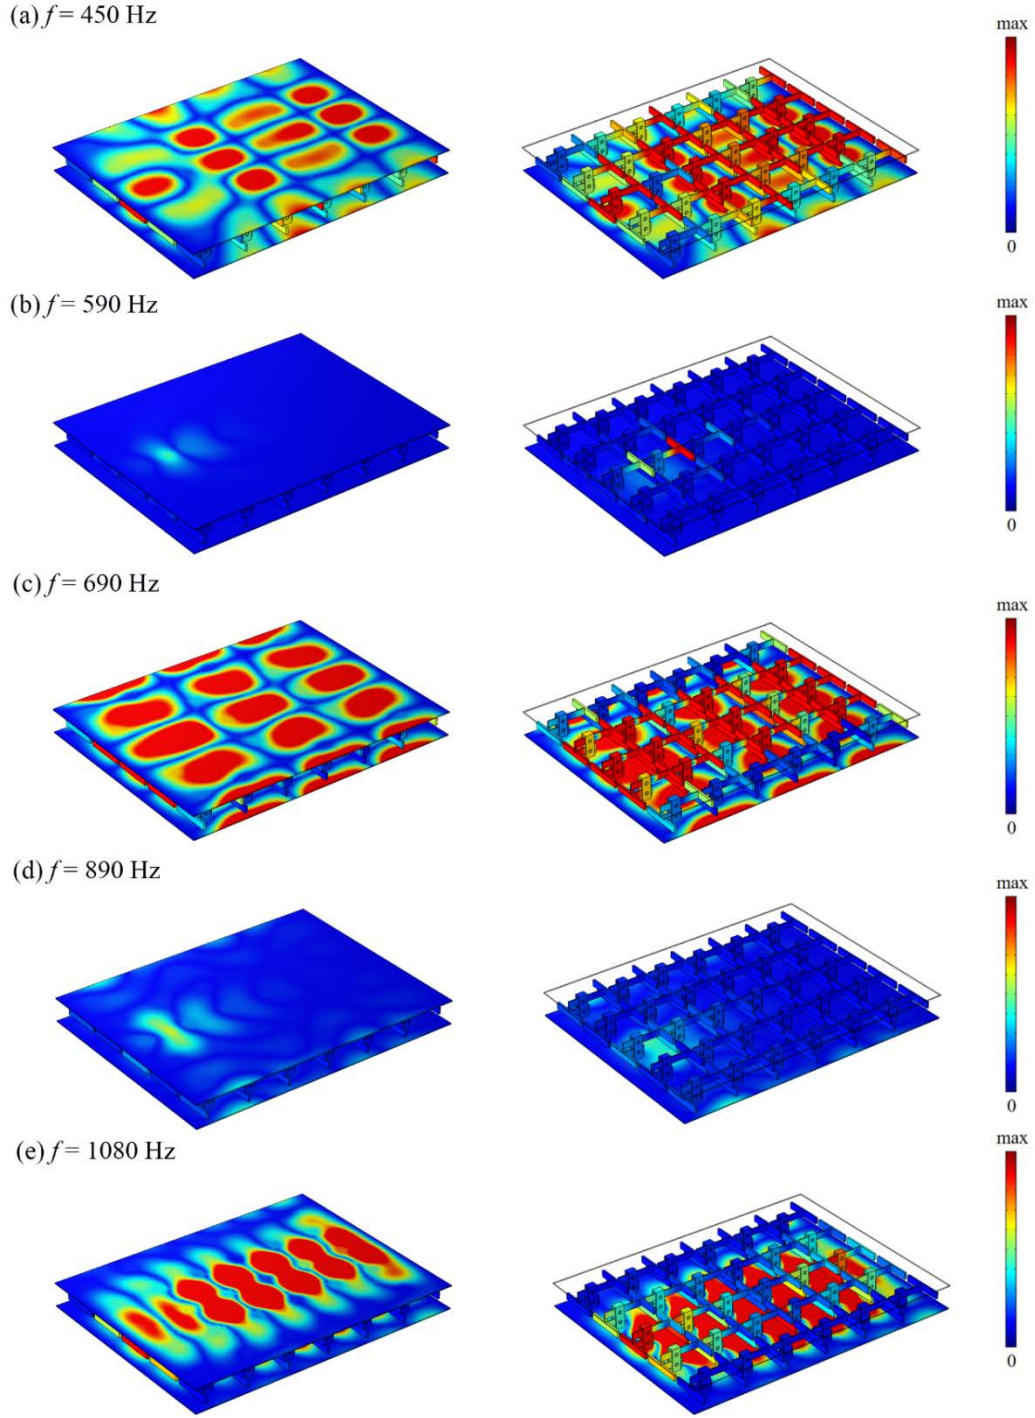 (a) f = 450 Hz
max
0
(b) f = 590 Hz
max
0
(c) f = 690 Hz
max
0
(d) f = 890 Hz
max
0
(e) f = 1080 Hz
max
0